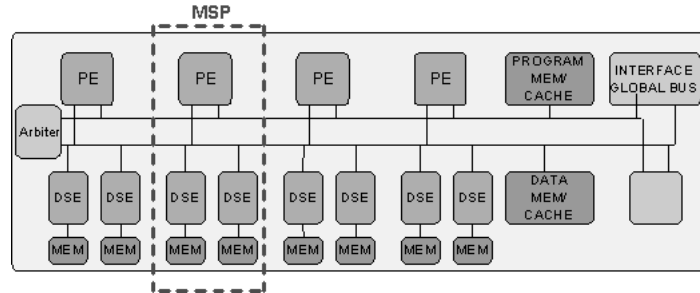 MSP
PE
PE
PE
PE
PROGRAM
MEM/
CACHE
INTERFACE
GLOBAL BUS
Arbiter
DSE
DSE
DSE
DSE
DSE
DSE
DSE
DSE
DATA
MEM/
CACHE
MEM
MEM
MEM
MEM
MEM
MEM
MEM
MEM